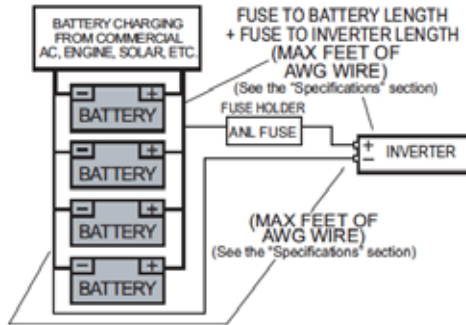 BATTERY CHARGING
FROM COMMERCIAL
AC, ENGINE, SOLAR, ETC.
FUSE TO BATTERY LENGTH
+ FUSE TO INVERTER LENGTH
(MAX FEET OF
AWG WIRE)
(See the "Specifications" section)
− +
BATTERY
FUSE HOLDER
ANL FUSE
+
−
INVERTER
− +
BATTERY
− +
BATTERY
− +
BATTERY
(MAX FEET OF
AWG WIRE)
(See the "Specifications" section)